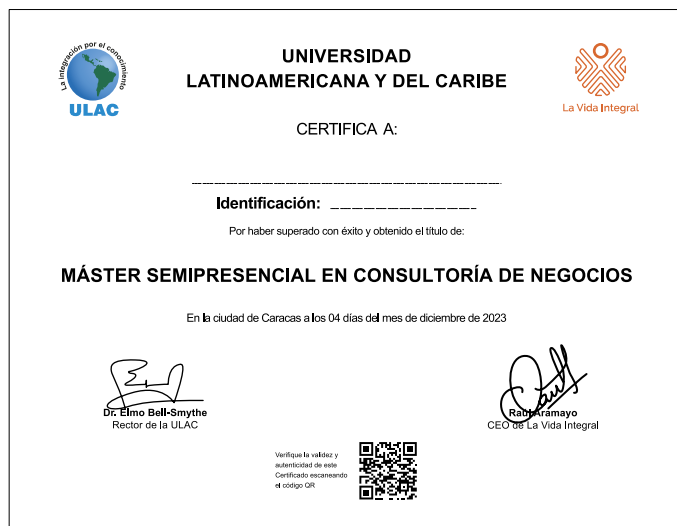 La integración por el conocimiento
ULAC
UNIVERSIDAD
LATINOAMERICANA Y DEL CARIBE
La Vida Integral
CERTIFICA A:
Identificación:
Por haber superado con éxito y obtenido el título de:
MÁSTER SEMIPRESENCIAL EN CONSULTORÍA DE NEGOCIOS
En la ciudad de Caracas a los 04 días del mes de diciembre de 2023
Dr. Elmo Bell-Smythe
Rector de la ULAC
Raúl Aramayo
CEO de La Vida Integral
Verifique la validez y
autenticidad de este
Certificado escaneando
el código QR